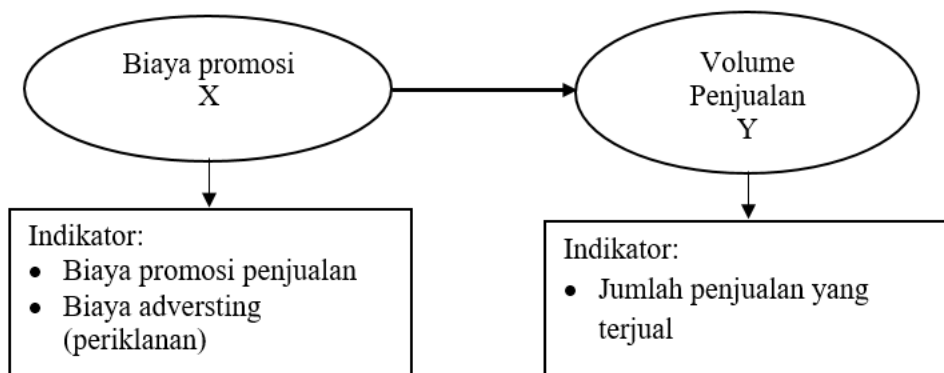 Biaya promosi
X
Volume
Penjualan
Y
Indikator:
• Biaya promosi penjualan
• Biaya adversting
(periklanan)
Indikator:
• Jumlah penjualan yang
terjual